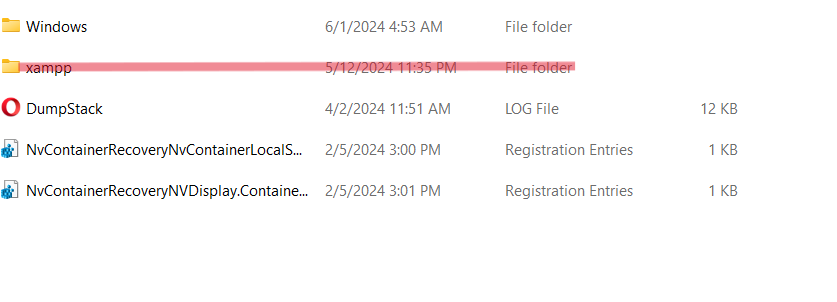 Windows 6/1/2024 4:53 AM File folder
xampp 5/12/2024 11:35 PM File folder
DumpStack 4/2/2024 11:51 AM LOG File 12 KB
NvContainerRecoveryNvContainerLocalS... 2/5/2024 3:00 PM Registration Entries 1 KB
NvContainerRecoveryNVDisplay.Containe... 2/5/2024 3:01 PM Registration Entries 1 KB